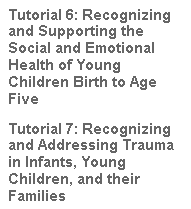 Tutorial 6: Recognizing
and Supporting the
Social and Emotional
Health of Young
Children Birth to Age
Five
Tutorial 7: Recognizing
and Addressing Trauma
in Infants, Young
Children, and their
Families